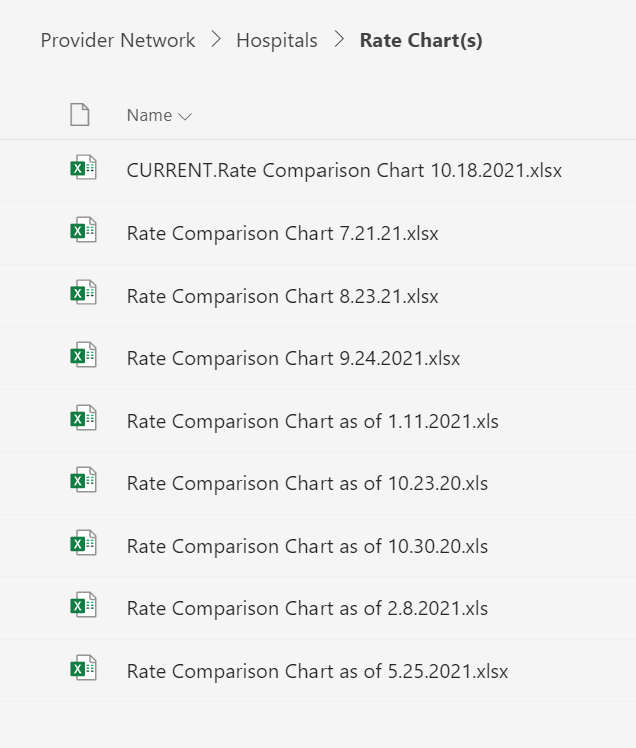 Provider Network > Hospitals > Rate Chart(s)
Name
CURRENT.Rate Comparison Chart 10.18.2021.xlsx
Rate Comparison Chart 7.21.21.xlsx
Rate Comparison Chart 8.23.21.xlsx
Rate Comparison Chart 9.24.2021.xlsx
Rate Comparison Chart as of 1.11.2021.xls
Rate Comparison Chart as of 10.23.20.xls
Rate Comparison Chart as of 10.30.20.xls
Rate Comparison Chart as of 2.8.2021.xls
Rate Comparison Chart as of 5.25.2021.xlsx